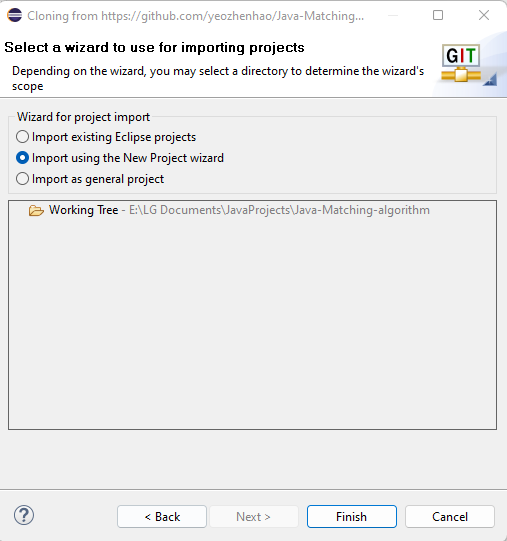 Cloning from https://github.com/yeozhenhao/Java-Matching...
Select a wizard to use for importing projects
Depending on the wizard, you may select a directory to determine the wizard's
scope
GIT
Wizard for project import
Import existing Eclipse projects
Import using the New Project wizard
Import as general project
Working Tree - E:\LG Documents\JavaProjects\Java-Matching-algorithm
?
< Back
Next >
Finish
Cancel